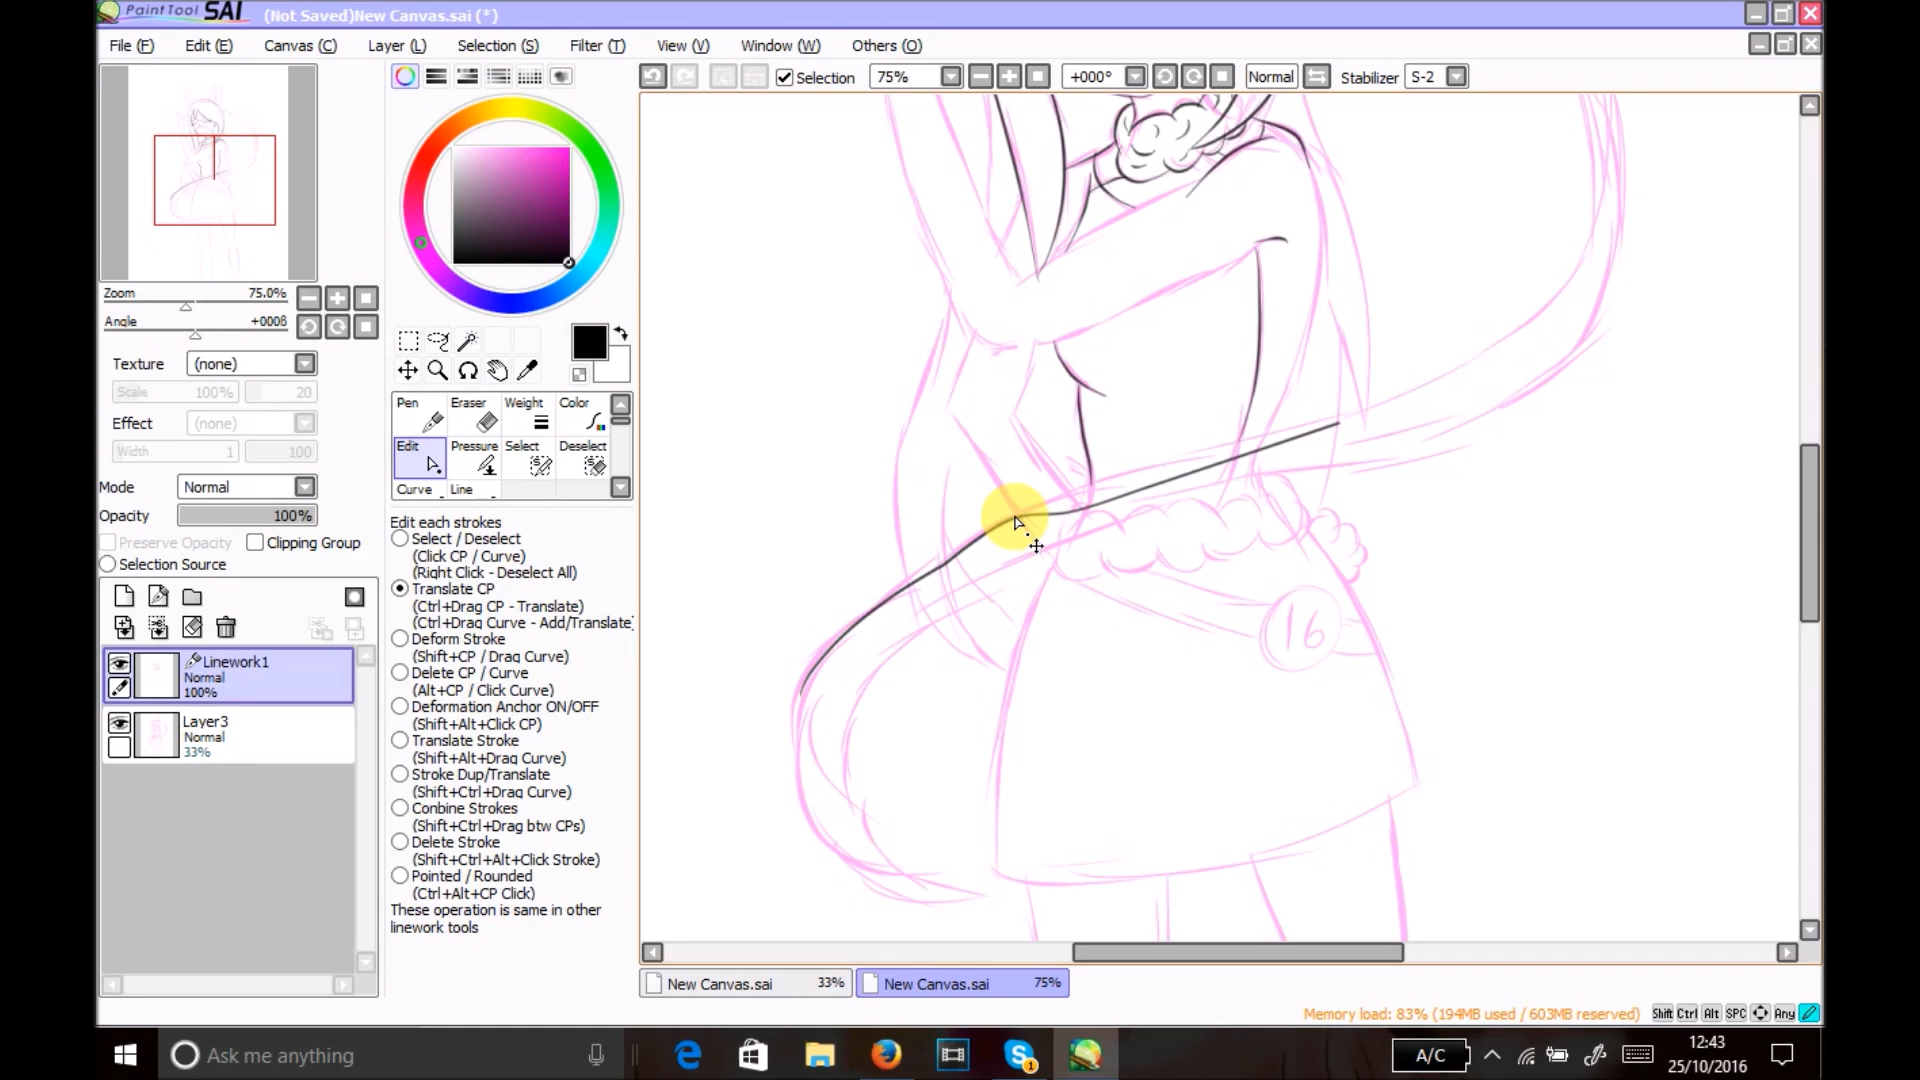 PaintTool SAI (Not Saved)New Canvas.sai (*)
File (F) Edit (E) Canvas (C) Layer (L) Selection (S) Filter (T) View (V) Window (W) Others (O)
Selection 75% +000° Normal Stabilizer S-2
Zoom 75.0%
Angle +000ß
Texture (none)
Scale 100% 20
Effect (none)
Width 1 100
Mode Normal
Opacity 100%
Preserve Opacity Clipping Group
Selection Source
Linework1
Normal
100%
Layer3
Normal
33%
Pen Eraser Weight Color
Edit Pressure Select Deselect
Curve Line
Edit each strokes
Select / Deselect
(Click CP / Curve)
(Right Click - Deselect All)
Translate CP
(Ctrl+Drag CP - Translate)
(Ctrl+Drag Curve - Add/Translate)
Deform Stroke
(Shift+CP / Drag Curve)
Delete CP / Curve
(Alt+CP / Click Curve)
Deformation Anchor ON/OFF
(Shift+Alt+Click CP)
Translate Stroke
(Shift+Alt+Drag Curve)
Stroke Dup/Translate
(Shift+Ctrl+Drag Curve)
Conbine Strokes
(Shift+Ctrl+Drag btw CPs)
Delete Stroke
(Shift+Ctrl+Alt+Click Stroke)
Pointed / Rounded
(Ctrl+Alt+CP Click)
These operation is same in other
linework tools
16
New Canvas.sai 33% New Canvas.sai 75%
Memory load: 83% (194MB used / 603MB reserved) Shift Ctrl Alt SPC Any
Ask me anything
1
A/C
12:43
25/10/2016